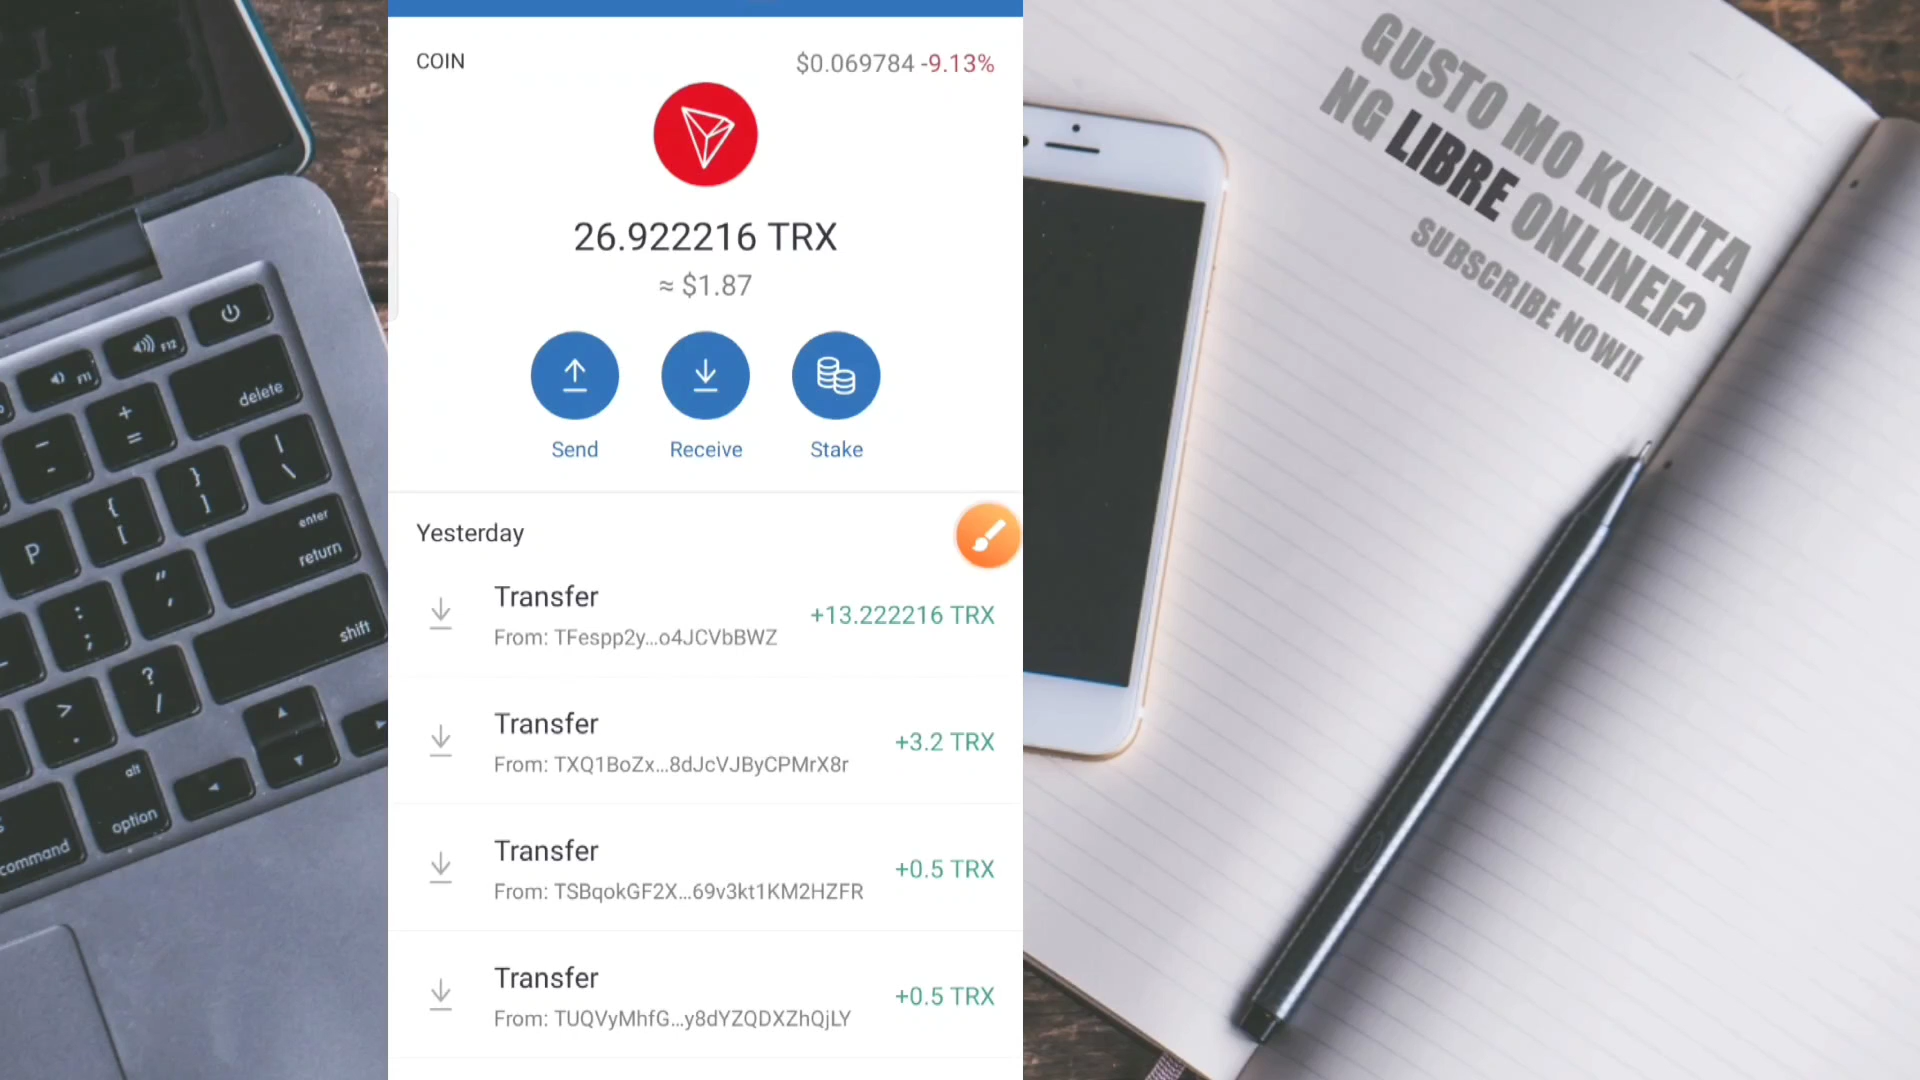 COIN
$0.069784 -9.13%
26.922216 TRX
≈ $1.87
Send
Receive
Stake
Yesterday
Transfer
+13.222216 TRX
From: TFespp2y...o4JCVbBWZ
Transfer
+3.2 TRX
From: TXQ1BoZx...8dJcVJByCPMrX8r
Transfer
+0.5 TRX
From: TSBqokGF2X...69v3kt1KM2HZFR
Transfer
+0.5 TRX
From: TUQVyMhfG...y8dYZQDXZhQjLY
GUSTO MO KUMITA
NG LIBRE ONLINE!?
SUBSCRIBE NOW!!
F12
F11
delete
+
=
-
-
|
\
}
]
{
[
P
enter
return
"
'
:
;
shift
?
/
>
.
alt
option
command